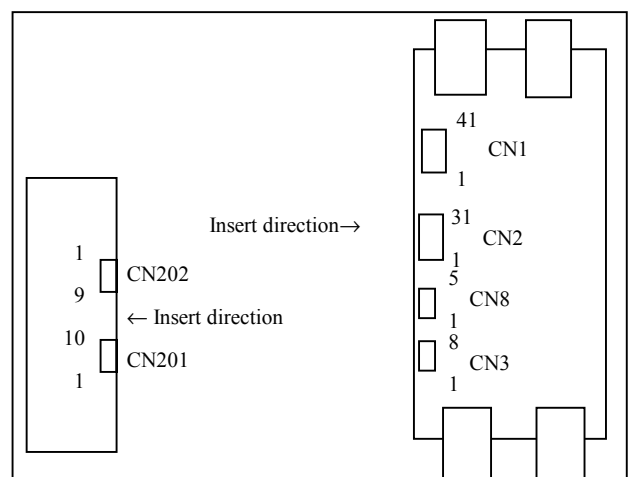 41
CN1
1
Insert direction→
31
CN2
1
1
CN202
9
5
CN8
1
← Insert direction
10
CN201
1
8
CN3
1